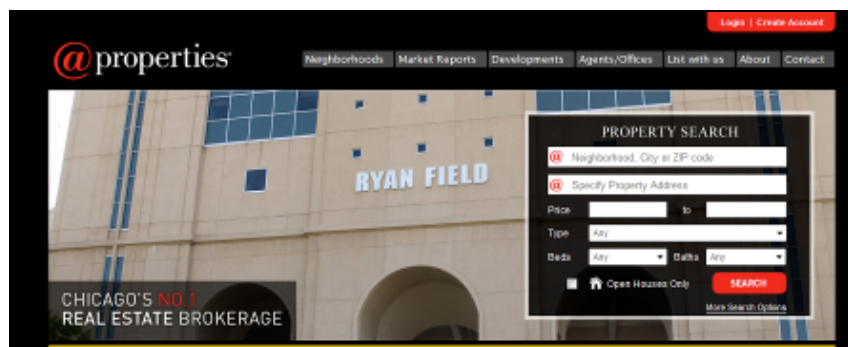 Login | Create Account
@properties
Neighborhoods Market Reports Developments Agents/Offices List with us About Contact
PROPERTY SEARCH
@ Neighborhood, City or ZIP code
@ Specify Property Address
Price to
Type Any
Beds Any Baths Any
Open Houses Only SEARCH
More Search Options
RYAN FIELD
CHICAGO'S NO.1
REAL ESTATE BROKERAGE